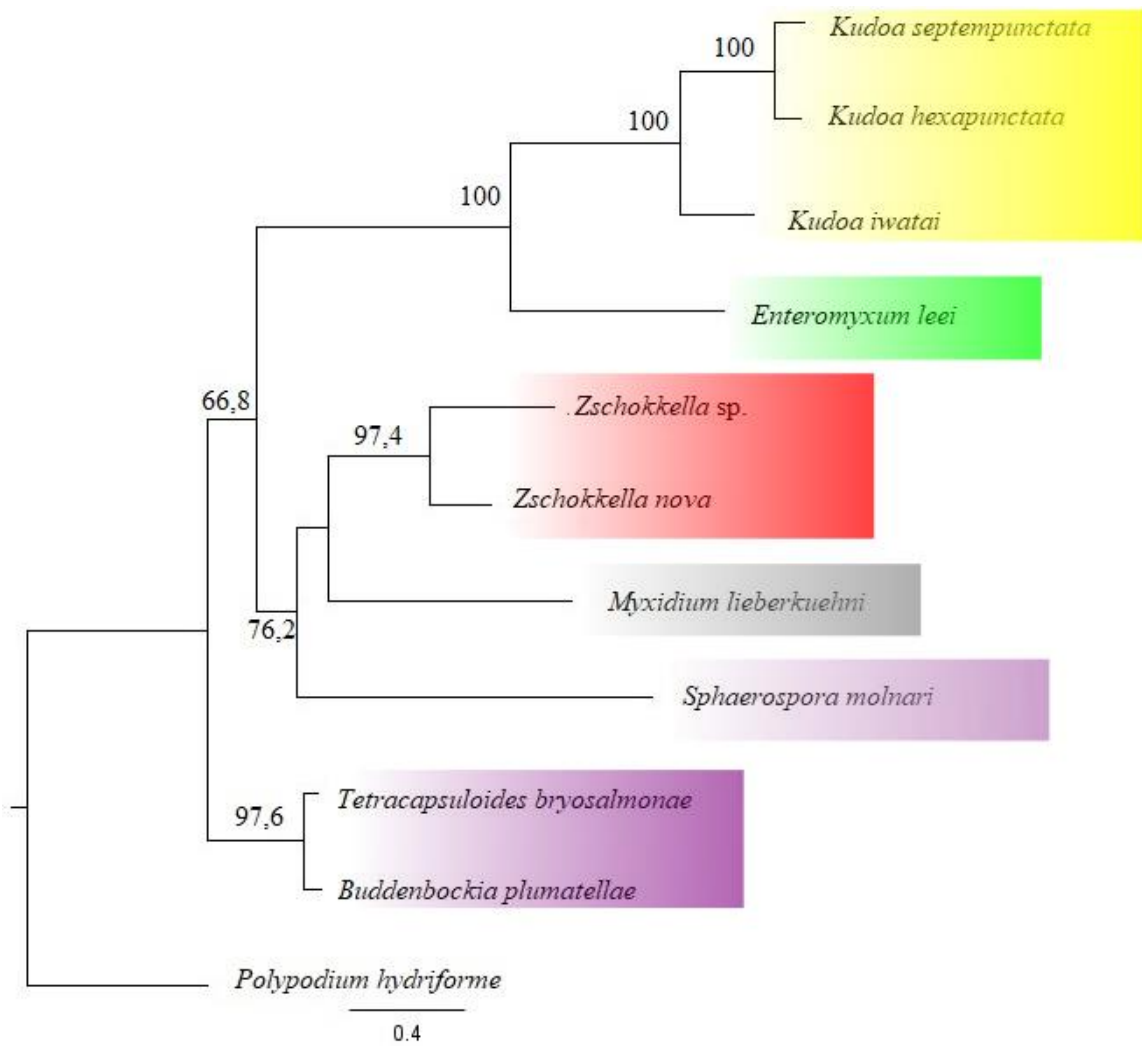 Kudoa septempunctata
100
Kudoa hexapunctata
100
100
Kudoa iwatai
Enteromyxum leei
66,8
. Zschokkella sp.
97,4
Zschokkella nova
Myxidium lieberkuehni
76,2
Sphaerospora molnari
Tetracapsuloides bryosalmonae
97,6
Buddenbockia plumatellae
Polypodium hydriforme
0.4